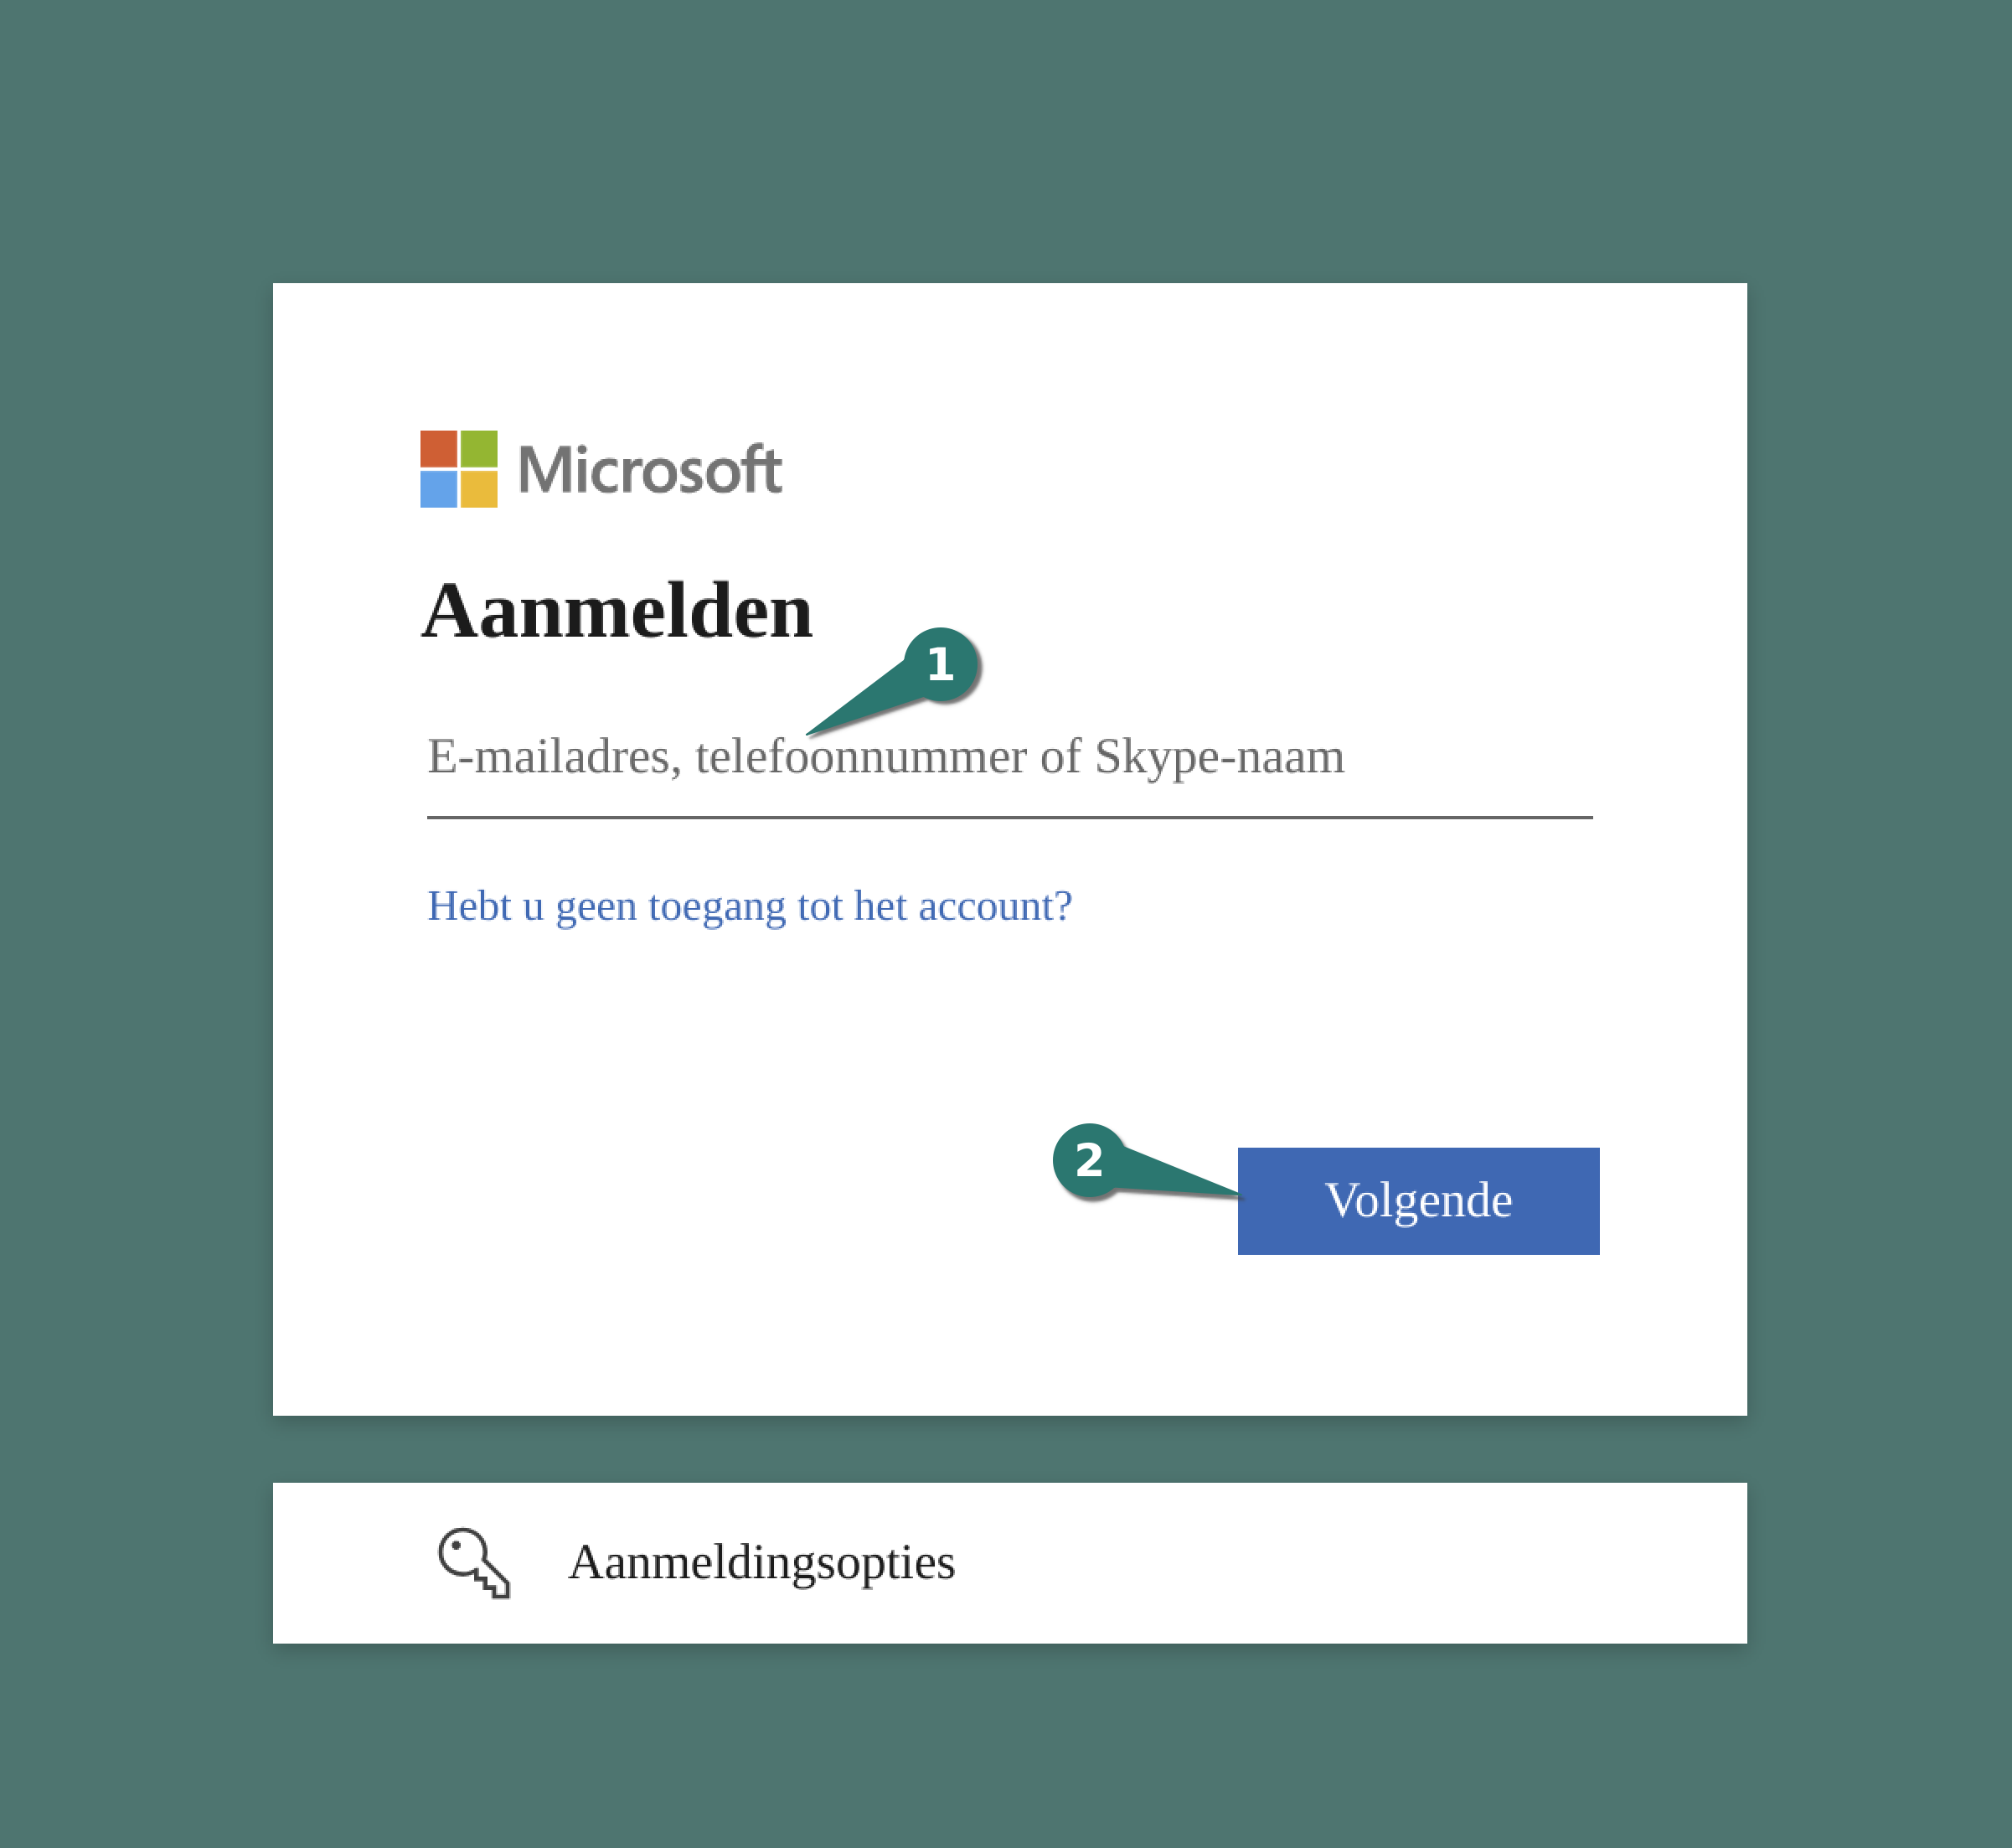 Microsoft
Aanmelden
1
E-mailadres, telefoonnummer of Skype-naam
Hebt u geen toegang tot het account?
2
Volgende
Aanmeldingsopties